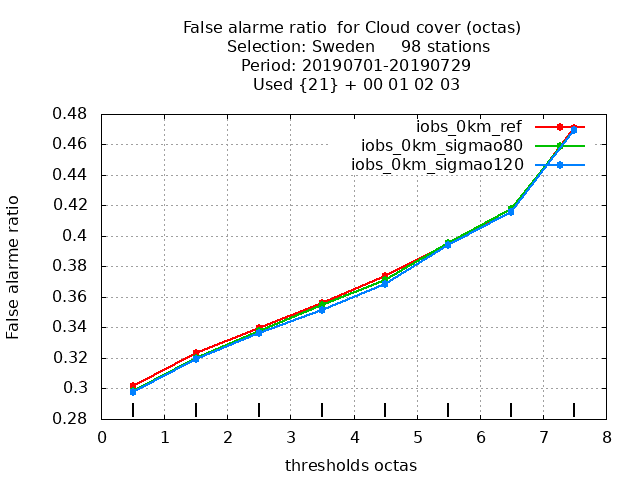 False alarme ratio  for Cloud cover (octas)
Selection: Sweden     98 stations
Period: 20190701-20190729
Used {21} + 00 01 02 03
iobs_0km_ref
iobs_0km_sigmao80
iobs_0km_sigmao120
False alarme ratio
0.48
0.46
0.44
0.42
0.4
0.38
0.36
0.34
0.32
0.3
0.28
0 1 2 3 4 5 6 7 8
thresholds octas